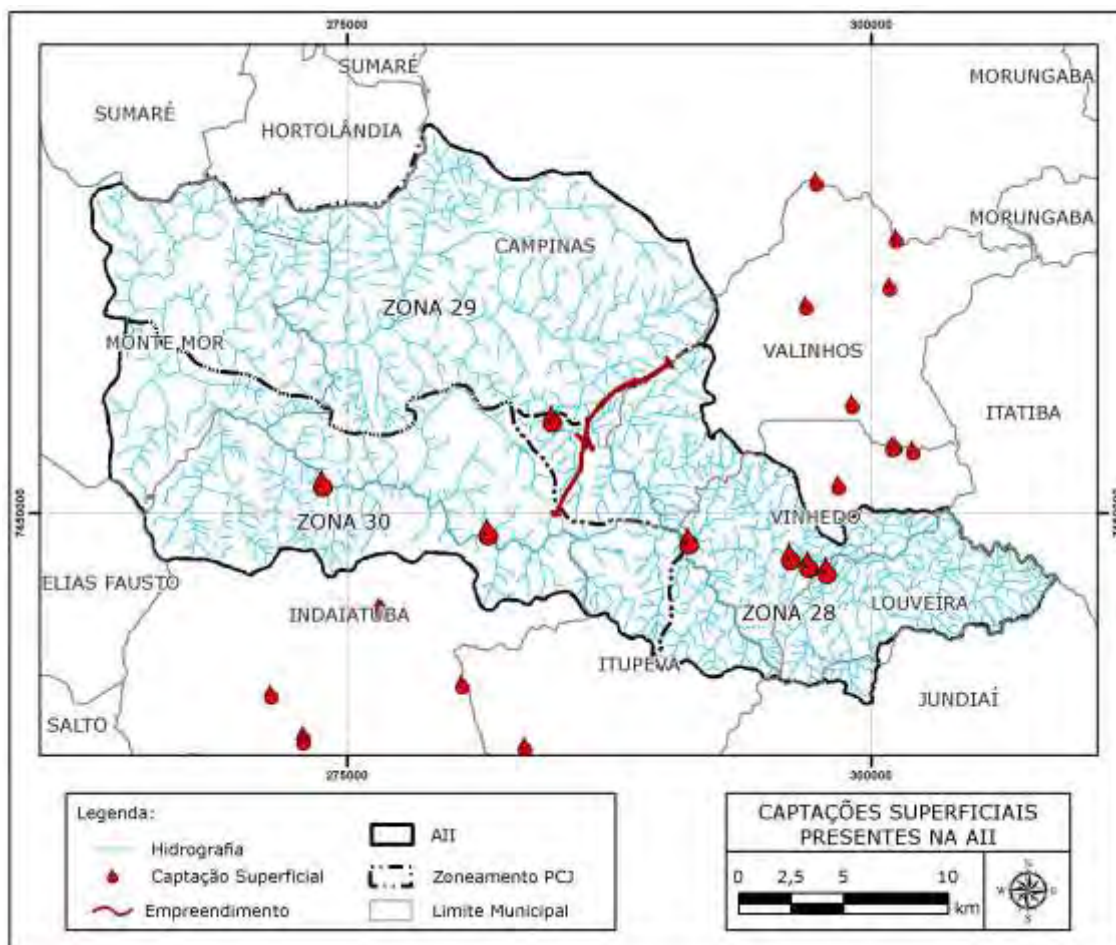 275000
300000
SUMARÉ
MORUNGABA
SUMARÉ
HORTOLÂNDIA
MORUNGABA
CAMPINAS
ZONA 29
MONTE MOR
VALINHOS
ITATIBA
7450000
ZONA 30
VINHEDO
ELIAS FAUSTO
INDAIATUBA
ZONA 28
LOUVEIRA
ITUPEVA
JUNDIAÍ
SALTO
275000
300000
Legenda:
Hidrografia
Captação Superficial
Empreendimento
AII
Zoneamento PCJ
Limite Municipal
CAPTAÇÕES SUPERFICIAIS
PRESENTES NA AII
0 2,5 5 10
km
N
W E
S